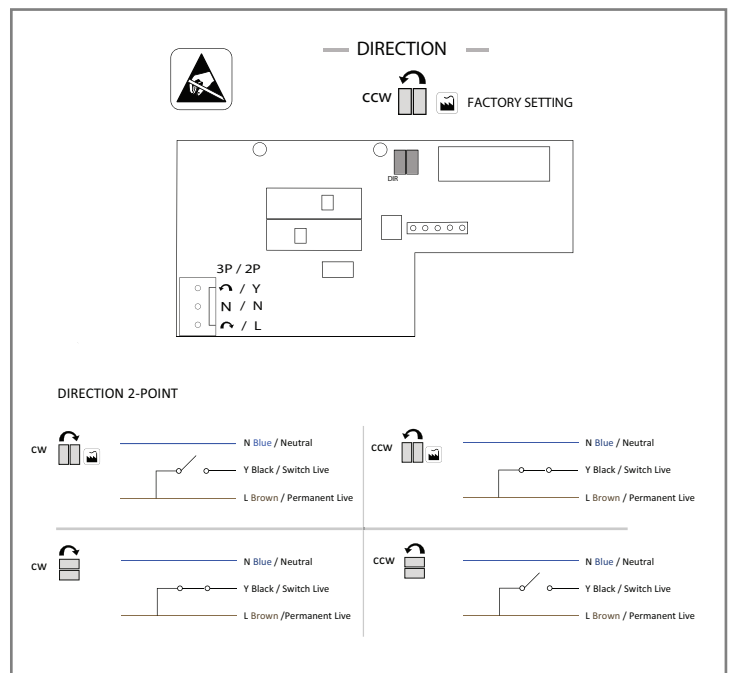 DIRECTION
CCW FACTORY SETTING
DIR
3P / 2P
/ Y
N / N
/ L
DIRECTION 2-POINT
CW
N Blue / Neutral
Y Black / Switch Live
L Brown / Permanent Live
CCW
N Blue / Neutral
Y Black / Switch Live
L Brown / Permanent Live
CW
N Blue / Neutral
Y Black / Switch Live
L Brown /Permanent Live
CCW
N Blue / Neutral
Y Black / Switch Live
L Brown / Permanent Live